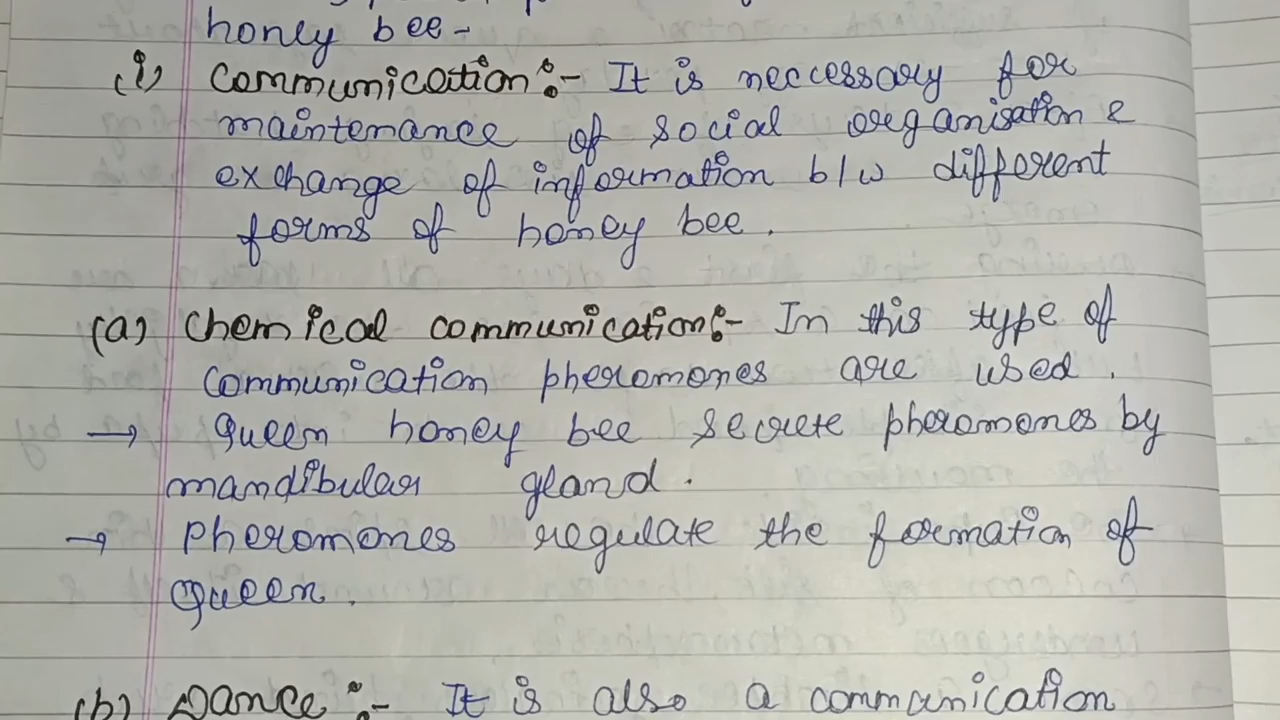 honey bee-
(i) Communication:- It is neccessary for
maintenance of social organisation &
exchange of information b/w different
forms of honey bee.
(a) Chemical communication:- In this type of
communication pheromones are used.
→ Queen honey bee secrete pheromones by
mandibular gland.
→ Pheromones regulate the formation of
queen.
(b) Dance:- It is also a communication